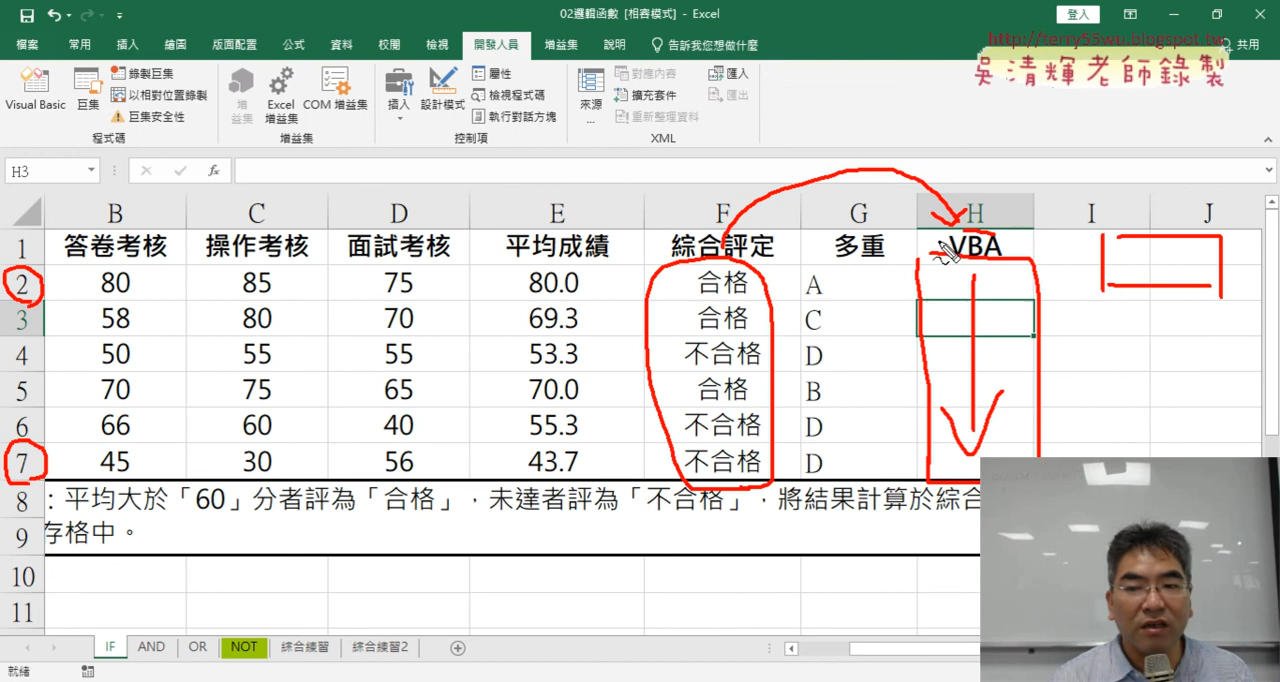 02邏輯函數 [相容模式] - Excel
登入
檔案 常用 插入 繪圖 版面配置 公式 資料 校閱 檢視 開發人員 增益集 說明 告訴我您想做什麼 共用
http://terry55wu.blogspot.tw
吳清輝老師錄製
Visual Basic 巨集 錄製巨集 以相對位置錄製 巨集安全性
增益集 Excel 增益集 COM 增益集
插入 設計模式 屬性 檢視程式碼 執行對話方塊
來源 ... 對應內容 擴充套件 重新整理資料 匯入 匯出
程式碼 增益集 控制項 XML
H3 fx
B C D E F G H I J
1 答卷考核 操作考核 面試考核 平均成績 綜合評定 多重 VBA
2 80 85 75 80.0 合格 A
3 58 80 70 69.3 合格 C
4 50 55 55 53.3 不合格 D
5 70 75 65 70.0 合格 B
6 66 60 40 55.3 不合格 D
7 45 30 56 43.7 不合格 D
8 :平均大於「60」分者評為「合格」,未達者評為「不合格」,將結果計算於綜合
9 存格中。
10
11
IF AND OR NOT 綜合練習 綜合練習2
就緒